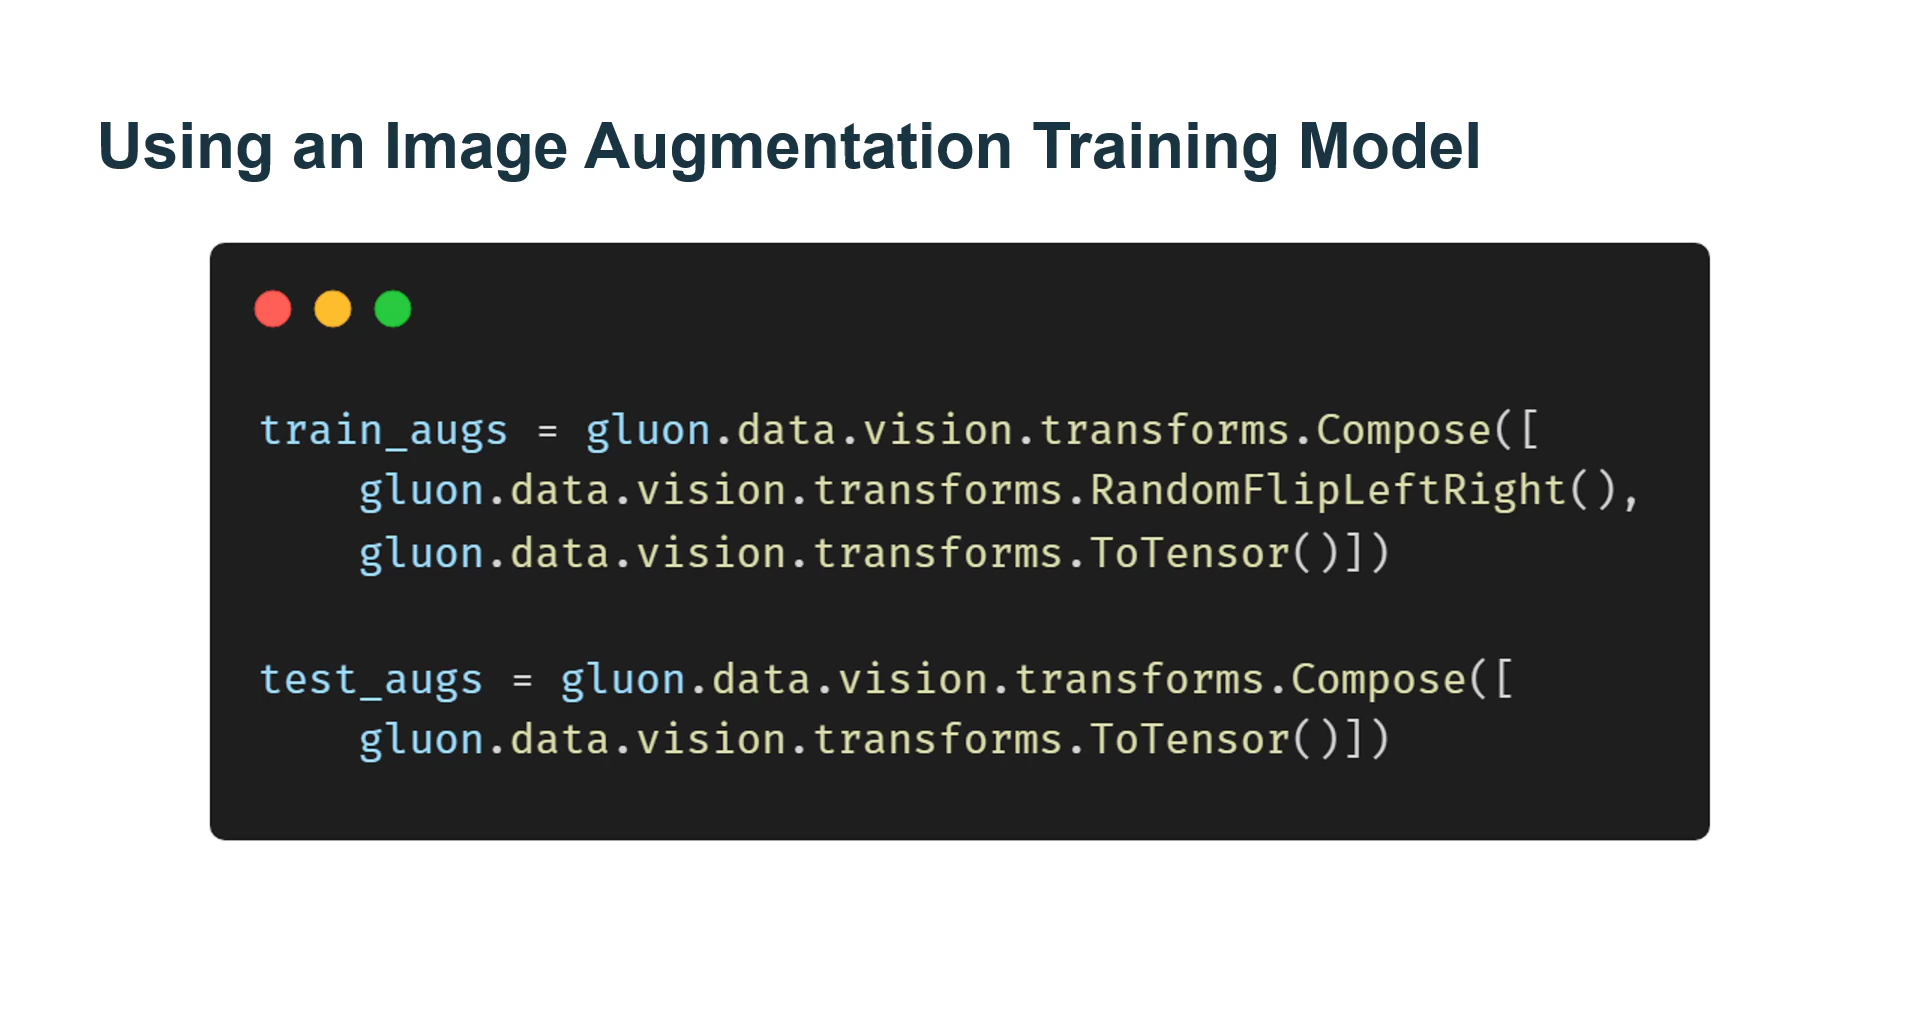 Using an Image Augmentation Training Model
train_augs = gluon.data.vision.transforms.Compose([
    gluon.data.vision.transforms.RandomFlipLeftRight(),
    gluon.data.vision.transforms.ToTensor()])
test_augs = gluon.data.vision.transforms.Compose([
    gluon.data.vision.transforms.ToTensor()])